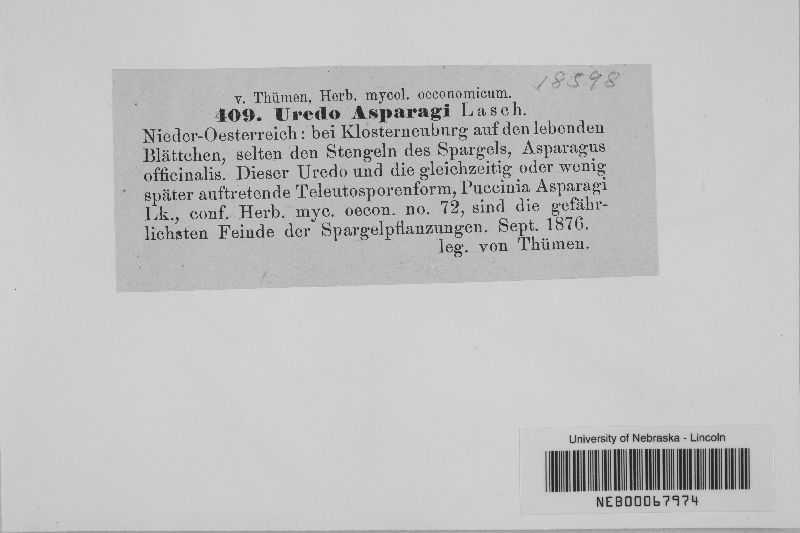 18598
v. Thümen, Herb. mycol. oeconomicum.
409. Uredo Asparagi Lasch.
Nieder-Oesterreich: bei Klosterneuburg auf den lebenden
Blättchen, selten den Stengeln des Spargels, Asparagus
officinalis. Dieser Uredo und die gleichzeitig oder wenig
später auftretende Teleutosporenform, Puccinia Asparagi
Lk., conf. Herb. myc. oecon. no. 72, sind die gefähr-
lichsten Feinde der Spargelpflanzungen. Sept. 1876.
leg. von Thümen.
University of Nebraska - Lincoln
NEB00067974